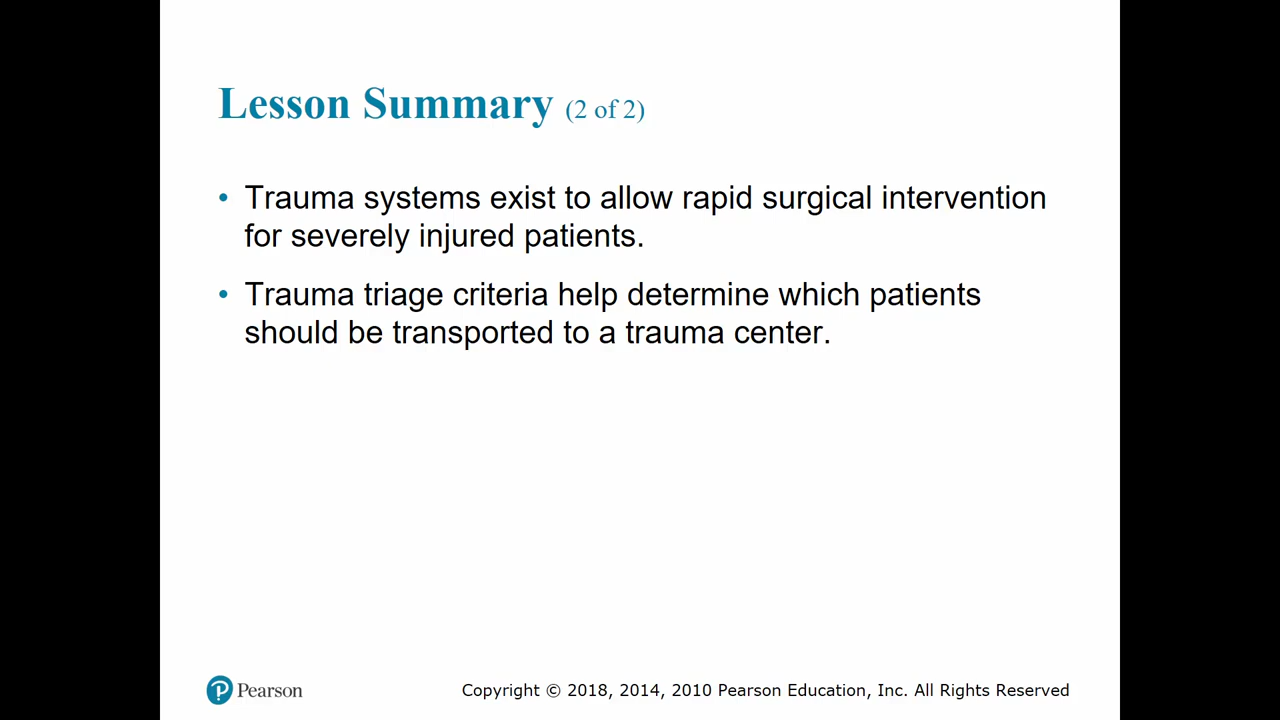 Lesson Summary (2 of 2)
• Trauma systems exist to allow rapid surgical intervention
for severely injured patients.
• Trauma triage criteria help determine which patients
should be transported to a trauma center.
Pearson
Copyright © 2018, 2014, 2010 Pearson Education, Inc. All Rights Reserved